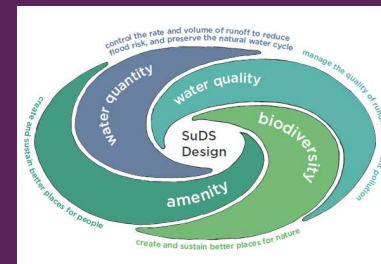 control the rate and volume of runoff to reduce
flood risk, and preserve the natural water cycle
water quantity
water quality
manage the quality of runoff
pollution
SuDS
Design
biodiversity
amenity
create and sustain better places for people
create and sustain better places for nature